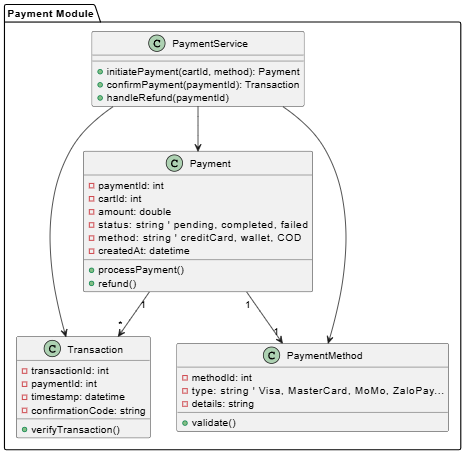 Payment Module
C PaymentService
initiatePayment(cartId, method): Payment
confirmPayment(paymentId): Transaction
handleRefund(paymentId)
C Payment
paymentId: int
cartId: int
amount: double
status: string ' pending, completed, failed
method: string ' creditCard, wallet, COD
createdAt: datetime
processPayment()
refund()
1
1
*
1
C Transaction
transactionId: int
paymentId: int
timestamp: datetime
confirmationCode: string
verifyTransaction()
C PaymentMethod
methodId: int
type: string ' Visa, MasterCard, MoMo, ZaloPay...
details: string
validate()